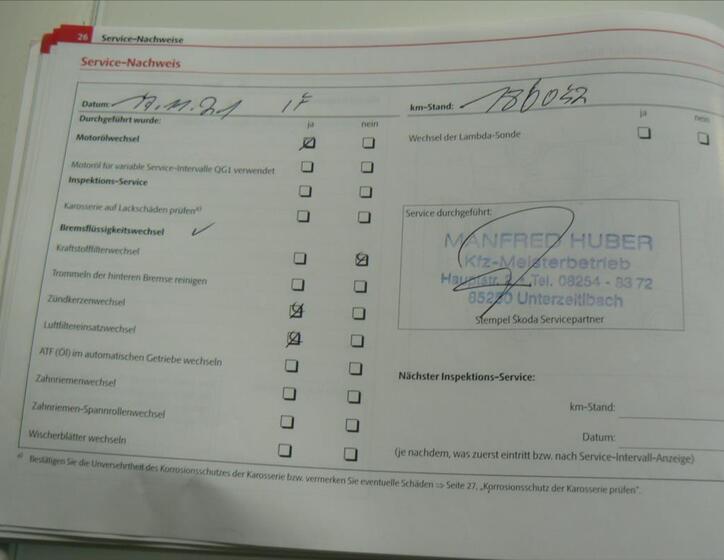 26 Service-Nachweise
Service-Nachweis
Datum: 17.11.21
km-Stand: 136032
Durchgeführt wurde:
ja nein
ja nein
Motorölwechsel
Wechsel der Lambda-Sonde
Motoröl für variable Service-Intervalle QG1 verwendet
Inspektions-Service
Karosserie auf Lackschäden prüfen a)
Bremsflüssigkeitswechsel ✓
Kraftstofffilterwechsel
Trommeln der hinteren Bremse reinigen
Zündkerzenwechsel
Luftfiltereinsatzwechsel
ATF (Öl) im automatischen Getriebe wechseln
Zahnriemenwechsel
Zahnriemen-Spannrollenwechsel
Wischerblätter wechseln
Service durchgeführt:
MANFRED HUBER
Kfz-Meisterbetrieb
Hauptstr. Tel. 08254 - 83 72
Unterzeitlbach
Stempel Škoda Servicepartner
Nächster Inspektions-Service:
km-Stand:
Datum:
(je nachdem, was zuerst eintritt bzw. nach Service-Intervall-Anzeige)
a) Bestätigen Sie die Unversehrtheit des Korrosionsschutzes der Karosserie bzw. vermerken Sie eventuelle Schäden ⇒ Seite 27, „Korrosionsschutz der Karosserie prüfen“.